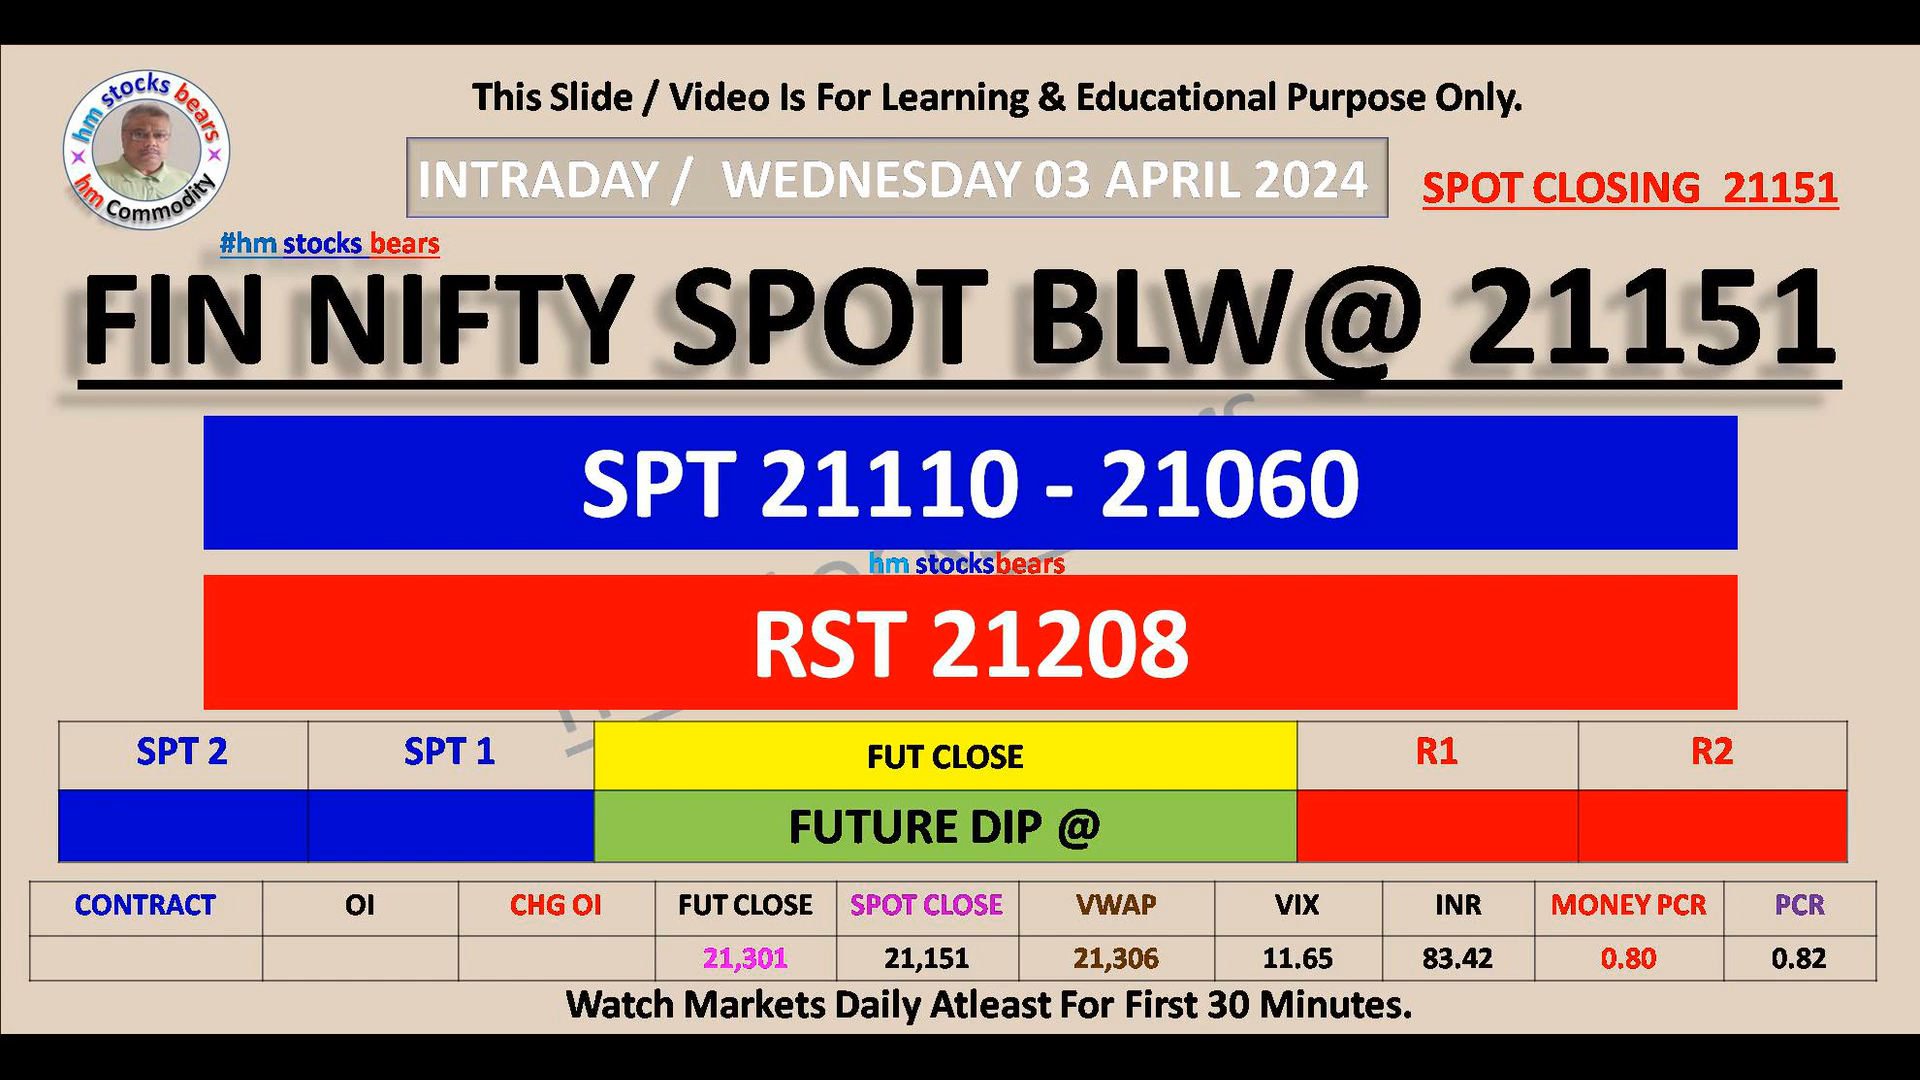 This Slide / Video Is For Learning & Educational Purpose Only.
hm stocks bears
hm Commodity
INTRADAY / WEDNESDAY 03 APRIL 2024
SPOT CLOSING 21151
#hm stocks bears
FIN NIFTY SPOT BLW@ 21151
SPT 21110 - 21060
hm stocksbears
RST 21208
SPT 2 SPT 1 FUT CLOSE R1 R2
FUTURE DIP @
CONTRACT OI CHG OI FUT CLOSE SPOT CLOSE VWAP VIX INR MONEY PCR PCR
21,301 21,151 21,306 11.65 83.42 0.80 0.82
Watch Markets Daily Atleast For First 30 Minutes.